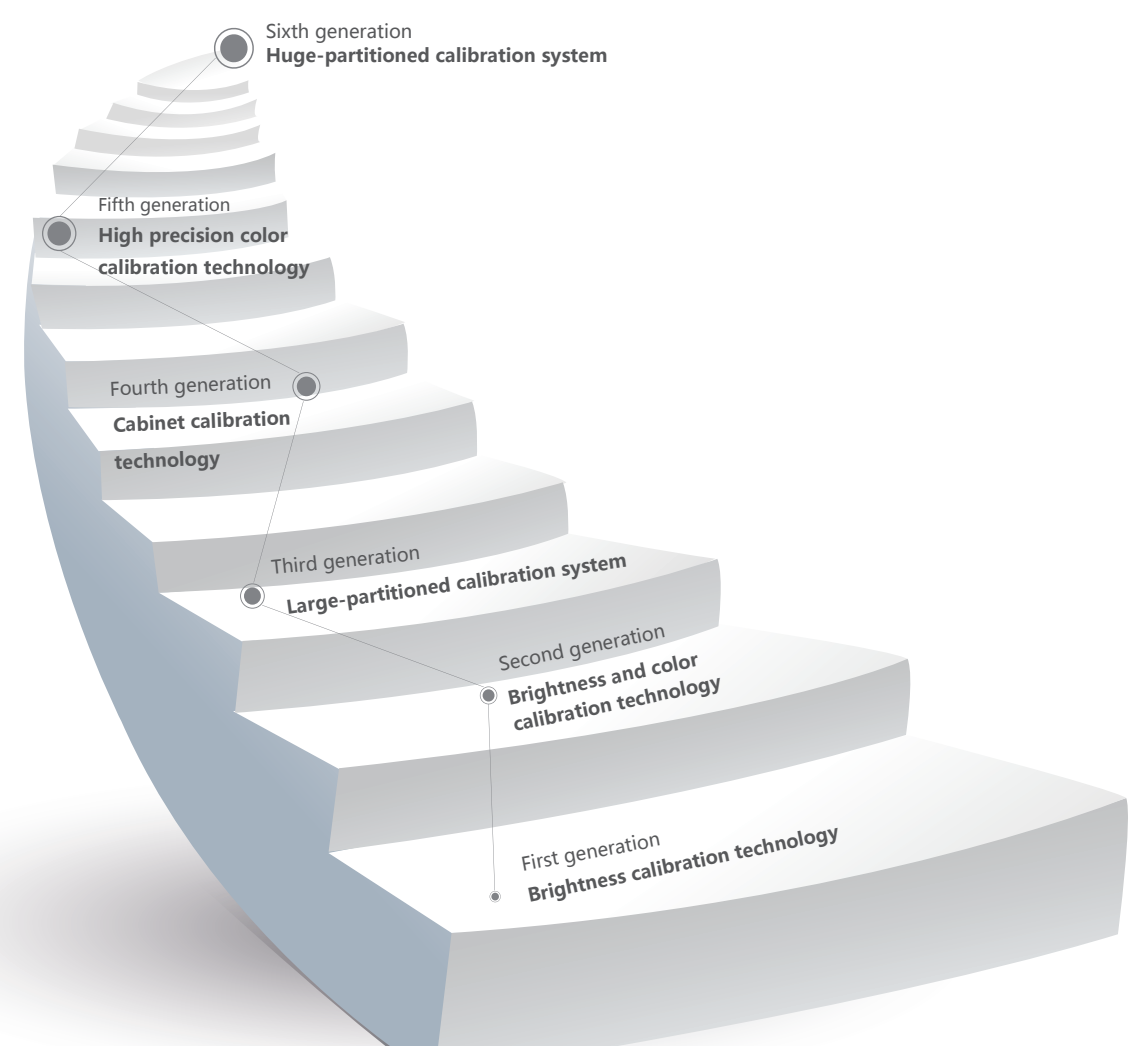 Sixth generation
Huge-partitioned calibration system
Fifth generation
High precision color
calibration technology
Fourth generation
Cabinet calibration
technology
Third generation
Large-partitioned calibration system
Second generation
Brightness and color
calibration technology
First generation
Brightness calibration technology